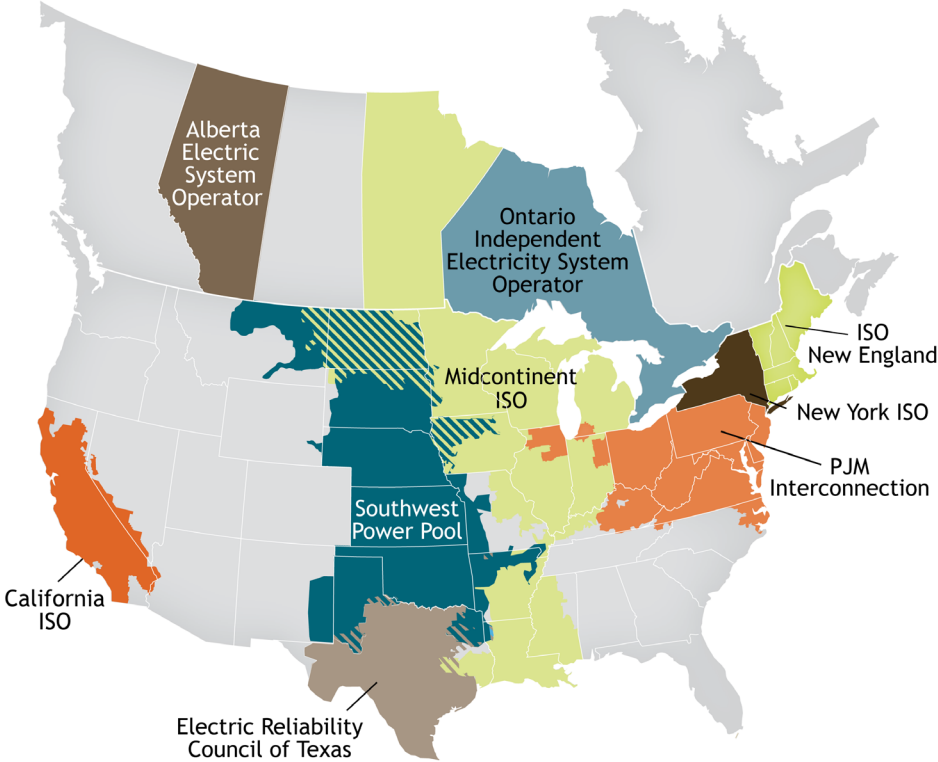 Alberta
Electric
System
Operator
Ontario
Independent
Electricity System
Operator
ISO
New England
Midcontinent
ISO
New York ISO
PJM
Interconnection
Southwest
Power Pool
California
ISO
Electric Reliability
Council of Texas